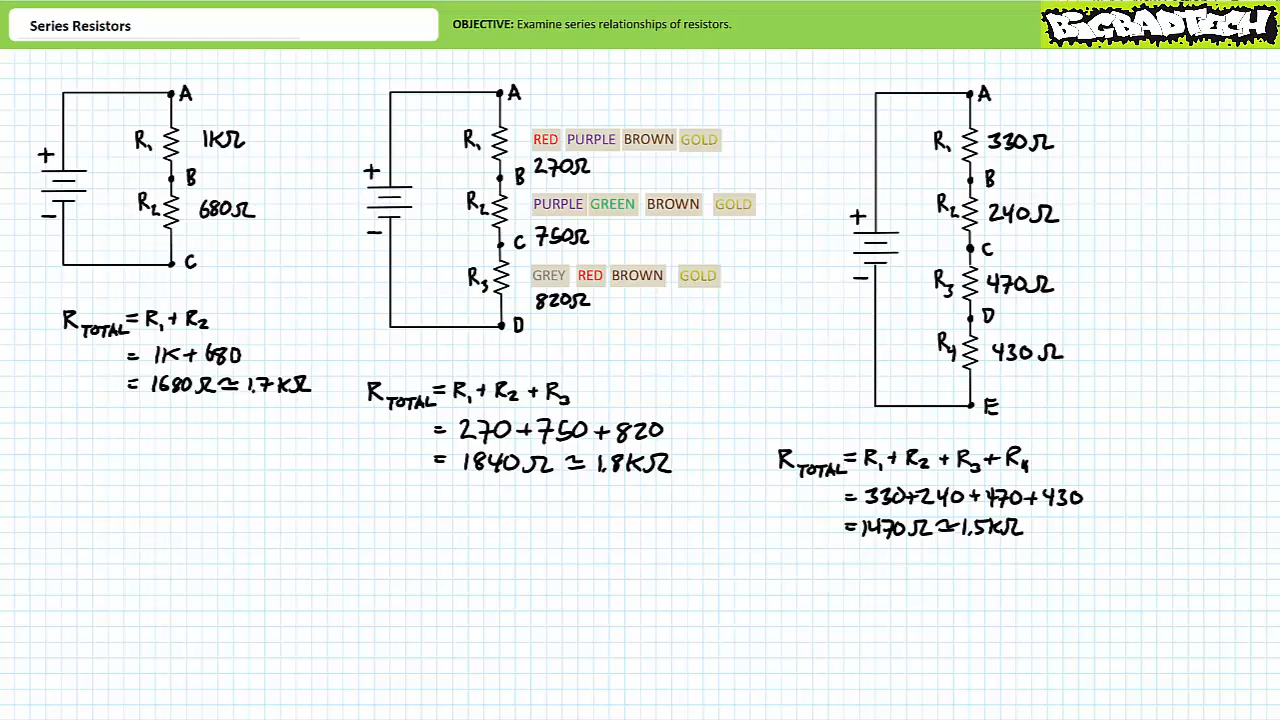 Series Resistors
OBJECTIVE: Examine series relationships of resistors.
BIGBADTECH
A
R1 1KΩ
+
B
R2 680Ω
−
C
RTOTAL = R1 + R2
= 1K + 680
= 1680Ω ≃ 1.7KΩ
A
R1 RED PURPLE BROWN GOLD
270Ω
+
B
R2 PURPLE GREEN BROWN GOLD
−
C 750Ω
R3 GREY RED BROWN GOLD
820Ω
D
RTOTAL = R1 + R2 + R3
= 270 + 750 + 820
= 1840Ω ≃ 1.8KΩ
A
R1 330Ω
B
R2 240Ω
+
C
−
R3 470Ω
D
R4 430Ω
E
RTOTAL = R1 + R2 + R3 + R4
= 330 + 240 + 470 + 430
= 1470Ω ≃ 1.5KΩ